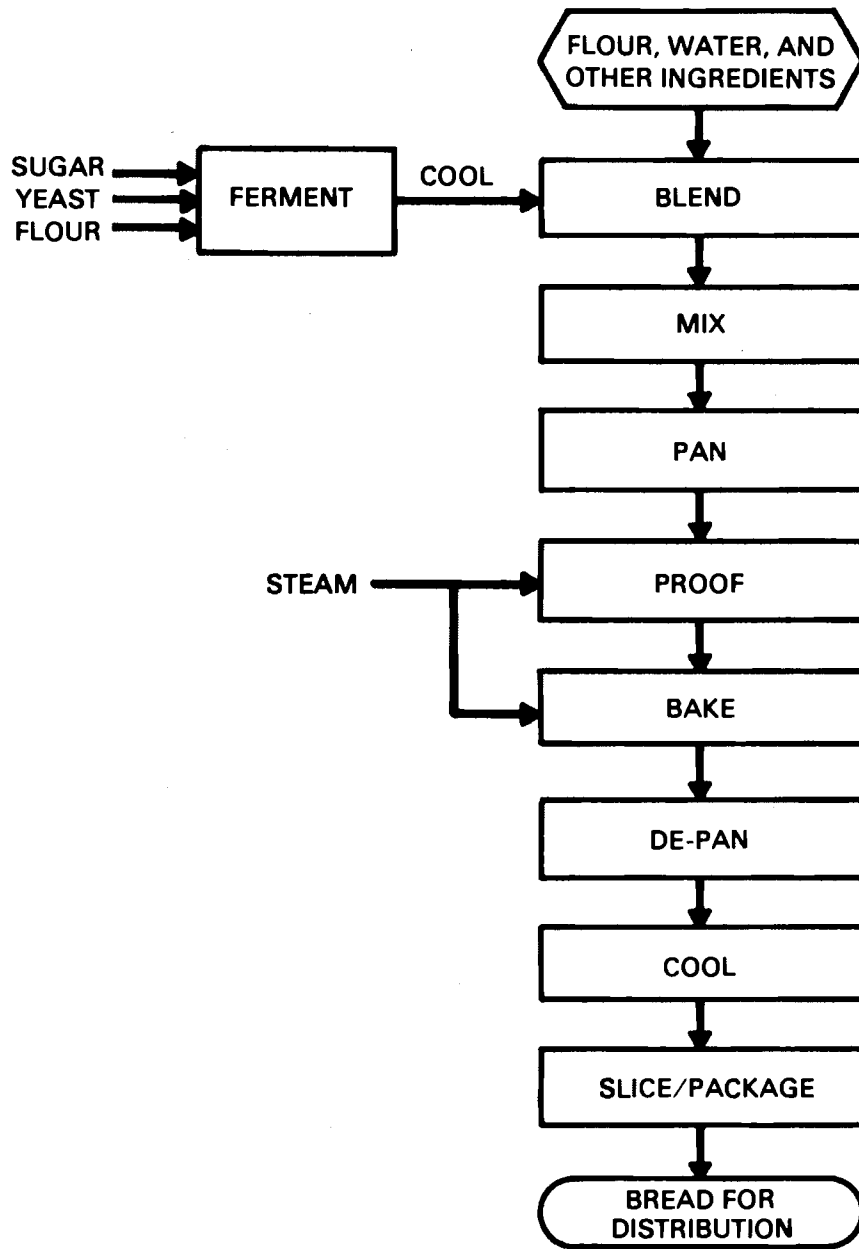 FLOUR, WATER, AND
OTHER INGREDIENTS
SUGAR
YEAST
FLOUR
FERMENT
COOL
BLEND
MIX
PAN
STEAM
PROOF
BAKE
DE-PAN
COOL
SLICE/PACKAGE
BREAD FOR
DISTRIBUTION